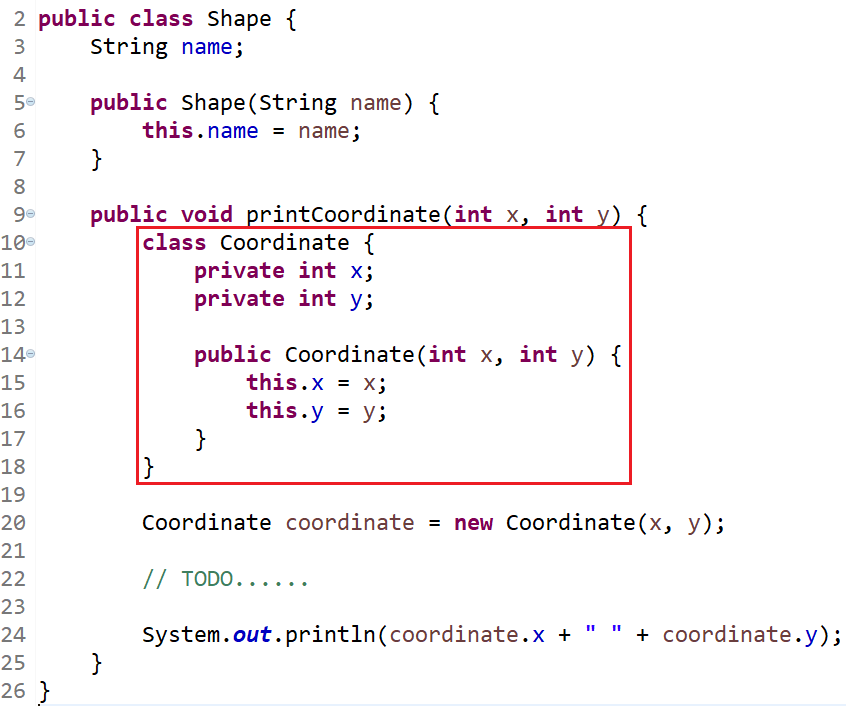 2 public class Shape {
3     String name;
4
5     public Shape(String name) {
6         this.name = name;
7     }
8
9     public void printCoordinate(int x, int y) {
10         class Coordinate {
11             private int x;
12             private int y;
13
14             public Coordinate(int x, int y) {
15                 this.x = x;
16                 this.y = y;
17             }
18         }
19
20         Coordinate coordinate = new Coordinate(x, y);
21
22         // TODO......
23
24         System.out.println(coordinate.x + " " + coordinate.y);
25     }
26 }